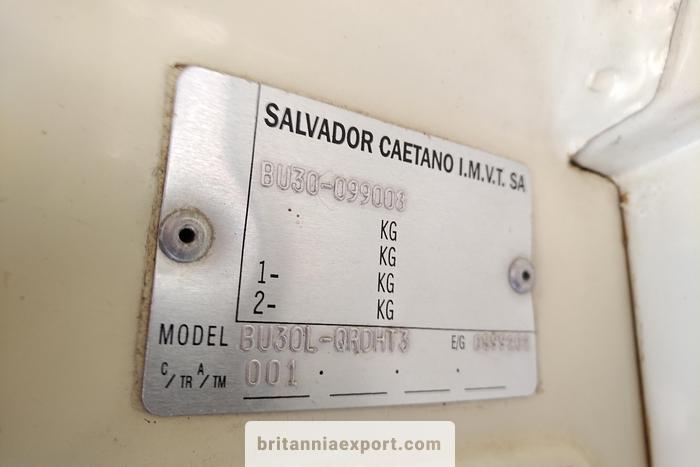 SALVADOR CAETANO I.M.V.T. SA
BU30-099008
KG
KG
1- KG
2- KG
MODEL BU30L-QRDHT3 E/G
C/TR A/TM 001
britanniaexport.com